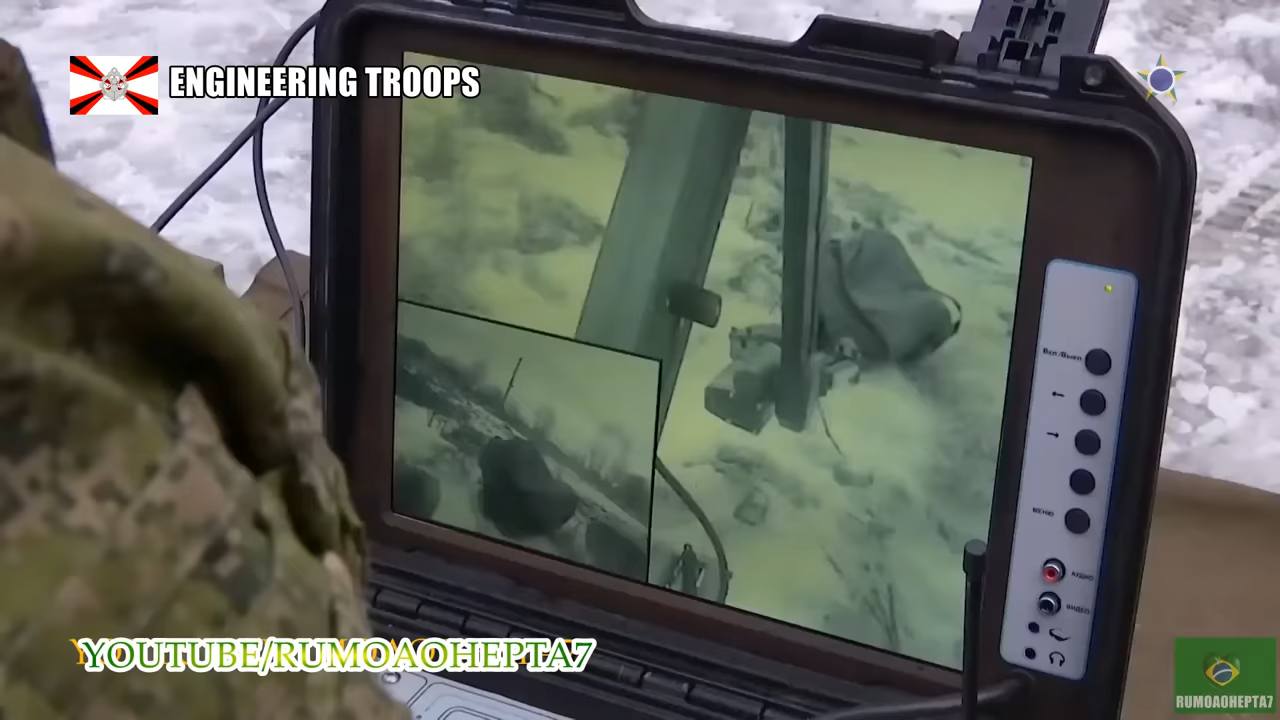 ENGINEERING TROOPS
Вкл/Выкл
←
→
МЕНЮ
АУДИО
ВИДЕО
YOUTUBE/RUMOAOHEPTA7
RUMOAOHEPTA7